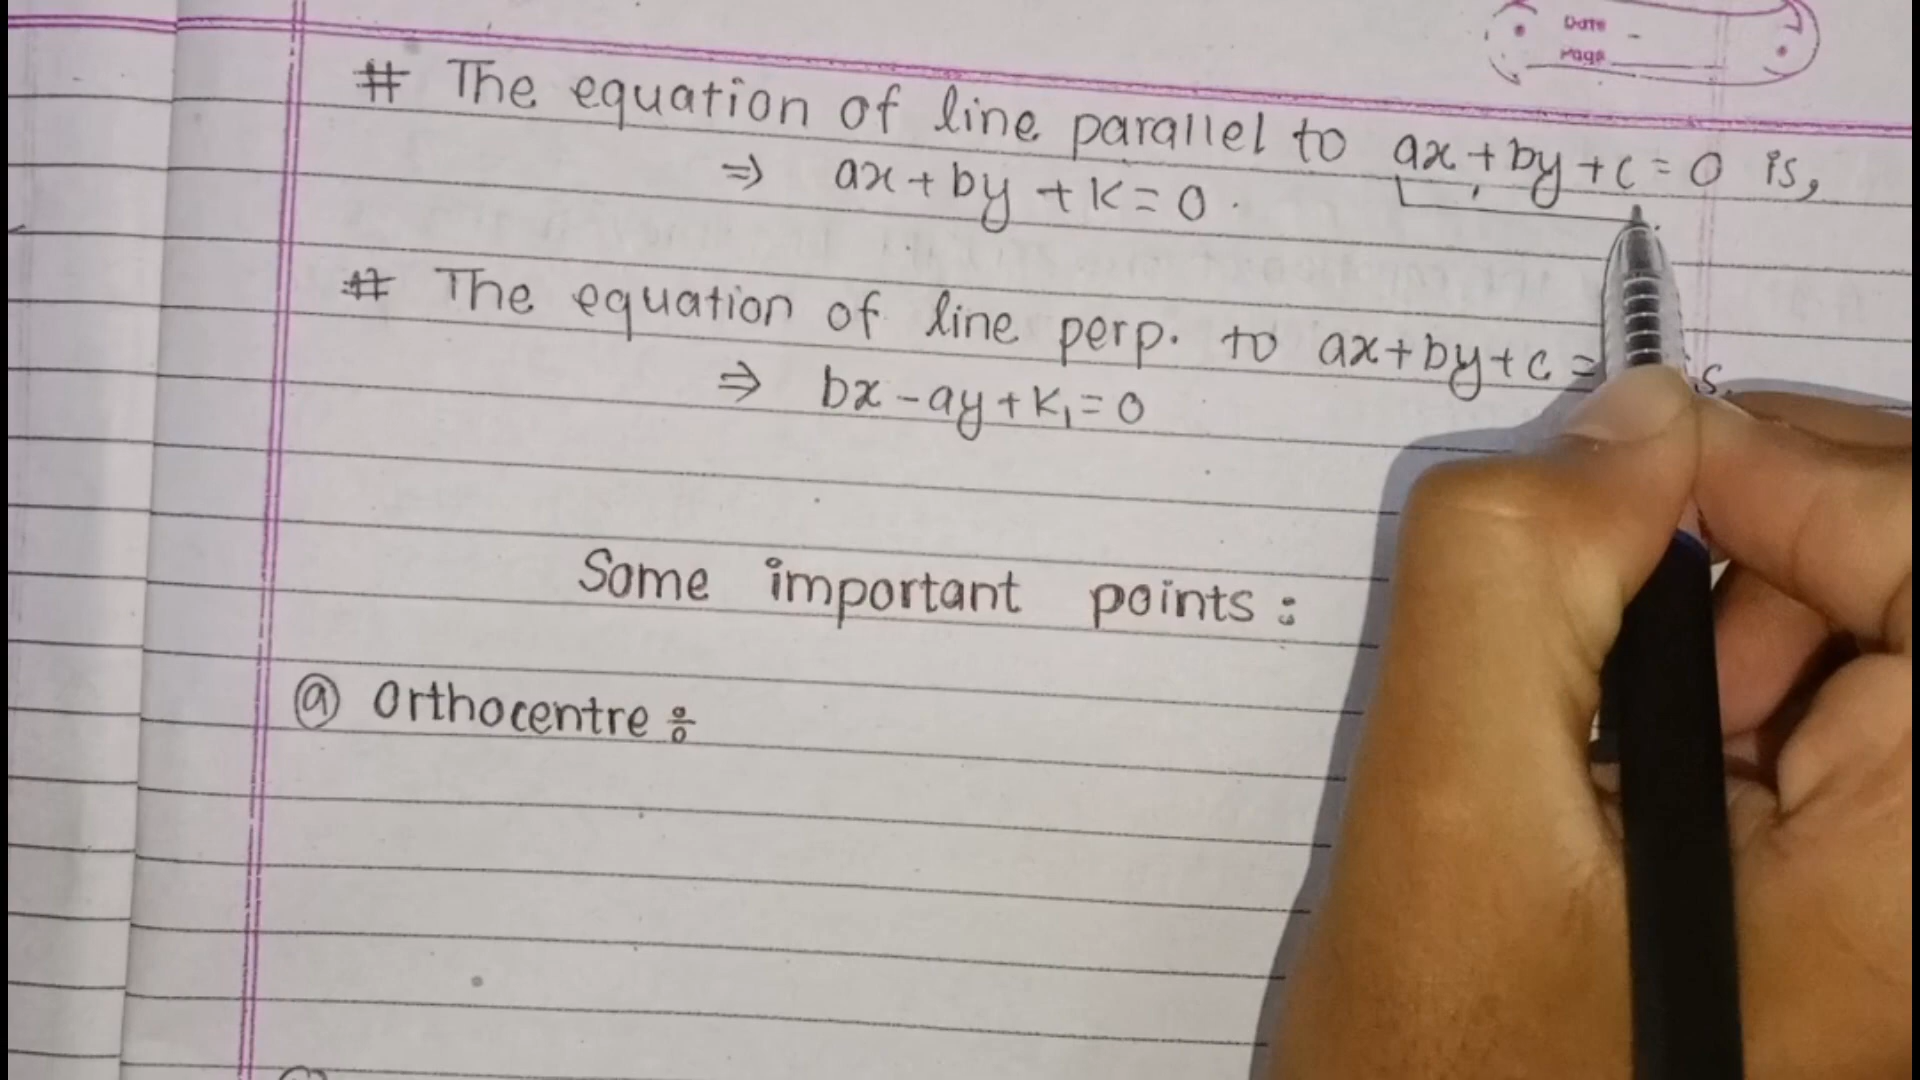 Date
Page
# The equation of line parallel to ax+by+c=0 is,
⇒ ax+by+k=0.
# The equation of line perp. to ax+by+c= is
⇒ bx-ay+k₁=0
Some important points:
ⓐ Orthocentre: